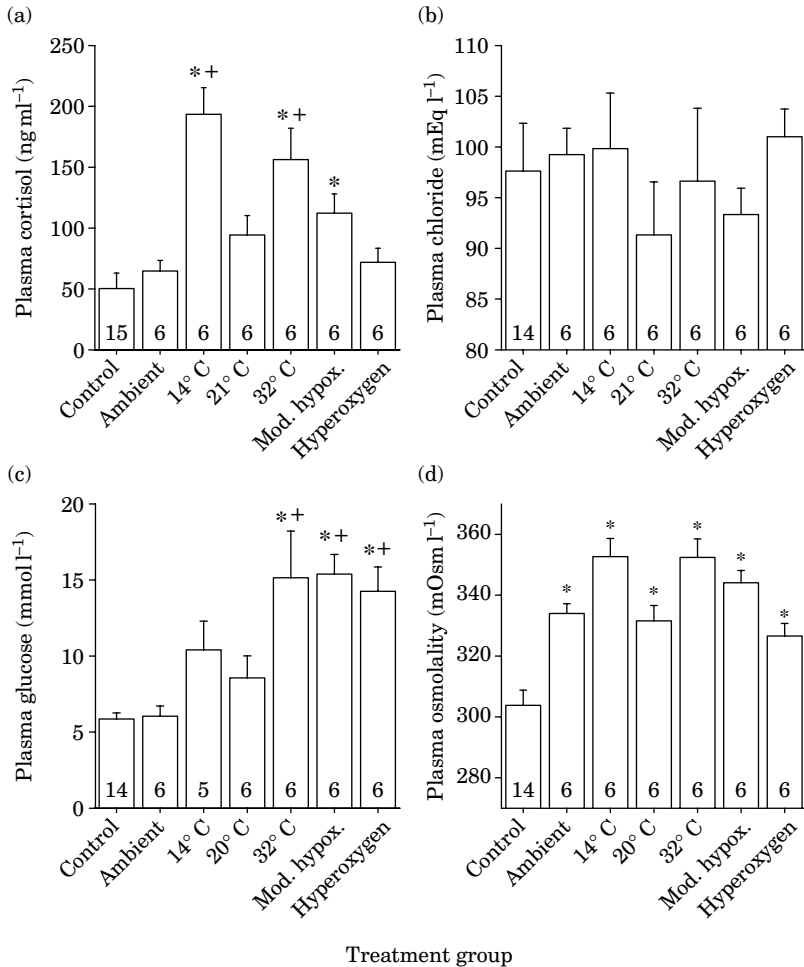 (a)
Plasma cortisol (ng ml⁻¹)
250
200
150
100
50
0
*+
*+
*
15 6 6 6 6 6 6
Control Ambient 14° C 21° C 32° C Mod. hypox. Hyperoxygen
(b)
Plasma chloride (mEq l⁻¹)
110
105
100
95
90
85
80
14 6 6 6 6 6 6
Control Ambient 14° C 21° C 32° C Mod. hypox. Hyperoxygen
(c)
Plasma glucose (mmol l⁻¹)
20
15
10
5
0
*+
*+
*+
14 6 5 6 6 6 6
Control Ambient 14° C 20° C 32° C Mod. hypox. Hyperoxygen
(d)
Plasma osmolality (mOsm l⁻¹)
360
340
320
300
280
*
*
*
*
*
*
14 6 6 6 6 6 6
Control Ambient 14° C 20° C 32° C Mod. hypox. Hyperoxygen
Treatment group